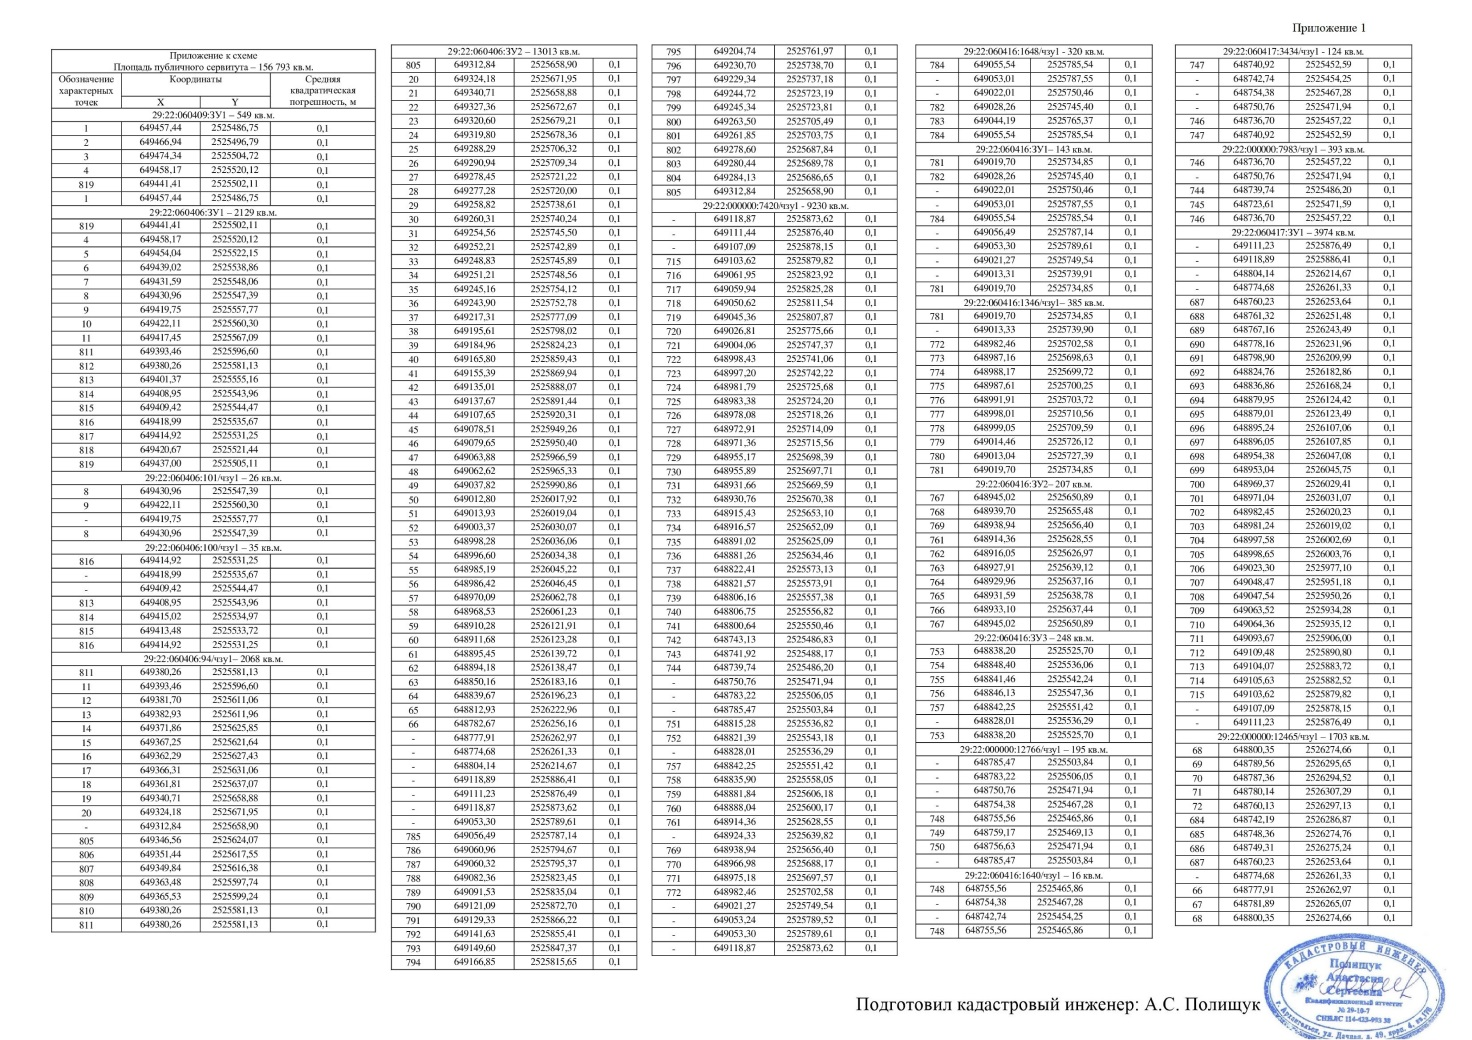 Приложение 1
Приложение к схеме
Площадь публичного сервитута – 156 793 кв.м.
Обозначение характерных точек | Координаты | Средняя квадратическая погрешность, м
X | Y
29:22:060409:ЗУ1 – 549 кв.м.
1 649457,44 2525486,75 0,1
2 649466,94 2525496,79 0,1
3 649474,34 2525504,72 0,1
4 649458,17 2525520,12 0,1
819 649441,41 2525502,11 0,1
1 649457,44 2525486,75 0,1
29:22:060406:ЗУ1 – 2129 кв.м.
819 649441,41 2525502,11 0,1
4 649458,17 2525520,12 0,1
5 649454,04 2525522,15 0,1
6 649439,02 2525538,86 0,1
7 649431,59 2525548,06 0,1
8 649430,96 2525547,39 0,1
9 649419,75 2525557,77 0,1
10 649422,11 2525560,30 0,1
11 649417,45 2525567,09 0,1
811 649393,46 2525596,60 0,1
812 649380,26 2525581,13 0,1
813 649401,37 2525555,16 0,1
814 649408,95 2525543,96 0,1
815 649409,42 2525544,47 0,1
816 649418,99 2525535,67 0,1
817 649414,92 2525531,25 0,1
818 649420,67 2525521,44 0,1
819 649437,00 2525505,11 0,1
29:22:060406:101/чзу1 – 26 кв.м.
8 649430,96 2525547,39 0,1
9 649422,11 2525560,30 0,1
- 649419,75 2525557,77 0,1
8 649430,96 2525547,39 0,1
29:22:060406:100/чзу1 – 35 кв.м.
816 649414,92 2525531,25 0,1
- 649418,99 2525535,67 0,1
- 649409,42 2525544,47 0,1
813 649408,95 2525543,96 0,1
814 649415,02 2525534,97 0,1
815 649413,48 2525533,72 0,1
816 649414,92 2525531,25 0,1
29:22:060406:94/чзу1– 2068 кв.м.
811 649380,26 2525581,13 0,1
11 649393,46 2525596,60 0,1
12 649381,70 2525611,06 0,1
13 649382,93 2525611,96 0,1
14 649371,86 2525625,85 0,1
15 649367,25 2525621,64 0,1
16 649362,29 2525627,43 0,1
17 649366,31 2525631,06 0,1
18 649361,81 2525637,07 0,1
19 649340,71 2525658,88 0,1
20 649324,18 2525671,95 0,1
- 649312,84 2525658,90 0,1
805 649346,56 2525624,07 0,1
806 649351,44 2525617,55 0,1
807 649349,84 2525616,38 0,1
808 649363,48 2525597,74 0,1
809 649365,53 2525599,24 0,1
810 649380,26 2525581,13 0,1
811 649380,26 2525581,13 0,1
29:22:060406:ЗУ2 – 13013 кв.м.
805 649312,84 2525658,90 0,1
20 649324,18 2525671,95 0,1
21 649340,71 2525658,88 0,1
22 649327,36 2525672,67 0,1
23 649320,60 2525679,21 0,1
24 649319,80 2525678,36 0,1
25 649288,29 2525706,32 0,1
26 649290,94 2525709,34 0,1
27 649278,45 2525721,22 0,1
28 649277,28 2525720,00 0,1
29 649258,82 2525738,61 0,1
30 649260,31 2525740,24 0,1
31 649254,56 2525745,50 0,1
32 649252,21 2525742,89 0,1
33 649248,83 2525745,89 0,1
34 649251,21 2525748,56 0,1
35 649245,16 2525754,12 0,1
36 649243,90 2525752,78 0,1
37 649217,31 2525777,09 0,1
38 649195,61 2525798,02 0,1
39 649184,96 2525824,23 0,1
40 649165,80 2525859,43 0,1
41 649155,39 2525869,94 0,1
42 649135,01 2525888,07 0,1
43 649137,67 2525891,44 0,1
44 649107,65 2525920,31 0,1
45 649078,51 2525949,26 0,1
46 649079,65 2525950,40 0,1
47 649063,88 2525966,59 0,1
48 649062,62 2525965,33 0,1
49 649037,82 2525990,86 0,1
50 649012,80 2526017,92 0,1
51 649013,93 2526019,04 0,1
52 649003,37 2526030,07 0,1
53 648998,28 2526036,06 0,1
54 648996,60 2526034,38 0,1
55 648985,19 2526045,22 0,1
56 648986,42 2526046,45 0,1
57 648970,09 2526062,78 0,1
58 648968,53 2526061,23 0,1
59 648910,28 2526121,91 0,1
60 648911,68 2526123,28 0,1
61 648895,45 2526139,72 0,1
62 648894,18 2526138,47 0,1
63 648850,16 2526183,16 0,1
64 648839,67 2526196,23 0,1
65 648812,93 2526222,96 0,1
66 648782,67 2526256,16 0,1
- 648777,91 2526262,97 0,1
- 648774,68 2526261,33 0,1
- 648804,14 2526214,67 0,1
- 649118,89 2525886,41 0,1
- 649111,23 2525876,49 0,1
- 649118,87 2525873,62 0,1
- 649053,30 2525789,61 0,1
785 649056,49 2525787,14 0,1
786 649060,96 2525794,67 0,1
787 649060,32 2525795,37 0,1
788 649082,36 2525823,45 0,1
789 649091,53 2525835,04 0,1
790 649121,09 2525872,70 0,1
791 649129,33 2525866,22 0,1
792 649141,63 2525855,41 0,1
793 649149,60 2525847,37 0,1
794 649166,85 2525815,65 0,1
795 649204,74 2525761,97 0,1
796 649230,70 2525738,70 0,1
797 649229,34 2525737,18 0,1
798 649244,72 2525723,19 0,1
799 649245,34 2525723,81 0,1
800 649263,50 2525705,49 0,1
801 649261,85 2525703,75 0,1
802 649278,60 2525687,84 0,1
803 649280,44 2525689,78 0,1
804 649284,13 2525686,65 0,1
805 649312,84 2525658,90 0,1
29:22:000000:7420/чзу1 - 9230 кв.м.
- 649118,87 2525873,62 0,1
- 649111,44 2525876,40 0,1
- 649107,09 2525878,15 0,1
715 649103,62 2525879,82 0,1
716 649061,95 2525823,92 0,1
717 649059,94 2525825,28 0,1
718 649050,62 2525811,54 0,1
719 649045,36 2525807,87 0,1
720 649026,81 2525775,66 0,1
721 649004,06 2525747,37 0,1
722 648998,43 2525741,06 0,1
723 648997,20 2525742,22 0,1
724 648981,79 2525725,68 0,1
725 648983,38 2525724,20 0,1
726 648978,08 2525718,26 0,1
727 648972,91 2525714,09 0,1
728 648971,36 2525715,56 0,1
729 648955,17 2525698,39 0,1
730 648955,89 2525697,71 0,1
731 648931,66 2525669,59 0,1
732 648930,76 2525670,38 0,1
733 648915,43 2525653,10 0,1
734 648916,57 2525652,09 0,1
735 648891,02 2525625,09 0,1
736 648881,26 2525634,46 0,1
737 648822,41 2525573,13 0,1
738 648821,57 2525573,91 0,1
739 648806,16 2525557,38 0,1
740 648806,75 2525556,82 0,1
741 648800,64 2525550,46 0,1
742 648743,13 2525486,83 0,1
743 648741,92 2525488,17 0,1
744 648739,74 2525486,20 0,1
- 648750,76 2525471,94 0,1
- 648783,22 2525506,05 0,1
- 648785,47 2525503,84 0,1
751 648815,28 2525536,82 0,1
752 648821,39 2525543,18 0,1
- 648828,01 2525536,29 0,1
757 648842,25 2525551,42 0,1
758 648835,90 2525558,05 0,1
759 648881,84 2525606,18 0,1
760 648888,04 2525600,17 0,1
761 648914,36 2525628,55 0,1
- 648924,33 2525639,82 0,1
769 648938,94 2525656,40 0,1
770 648966,98 2525688,17 0,1
771 648975,18 2525697,57 0,1
772 648982,46 2525702,58 0,1
- 649021,27 2525749,54 0,1
- 649053,24 2525789,52 0,1
- 649053,30 2525789,61 0,1
- 649118,87 2525873,62 0,1
29:22:060416:1648/чзу1 - 320 кв.м.
784 649055,54 2525785,54 0,1
- 649053,01 2525787,55 0,1
- 649022,01 2525750,46 0,1
782 649028,26 2525745,40 0,1
783 649044,19 2525765,37 0,1
784 649055,54 2525785,54 0,1
29:22:060416:ЗУ1– 143 кв.м.
781 649019,70 2525734,85 0,1
782 649028,26 2525745,40 0,1
- 649022,01 2525750,46 0,1
- 649053,01 2525787,55 0,1
784 649055,54 2525785,54 0,1
- 649056,49 2525787,14 0,1
- 649053,30 2525789,61 0,1
- 649021,27 2525749,54 0,1
- 649013,31 2525739,91 0,1
781 649019,70 2525734,85 0,1
29:22:060416:1346/чзу1– 385 кв.м.
781 649019,70 2525734,85 0,1
- 649013,33 2525739,90 0,1
772 648982,46 2525702,58 0,1
773 648987,16 2525698,63 0,1
774 648988,17 2525699,72 0,1
775 648987,61 2525700,25 0,1
776 648991,91 2525703,72 0,1
777 648998,01 2525710,56 0,1
778 648999,05 2525709,59 0,1
779 649014,46 2525726,12 0,1
780 649013,04 2525727,39 0,1
781 649019,70 2525734,85 0,1
29:22:060416:ЗУ2– 207 кв.м.
767 648945,02 2525650,89 0,1
768 648939,70 2525655,48 0,1
769 648938,94 2525656,40 0,1
761 648914,36 2525628,55 0,1
762 648916,05 2525626,97 0,1
763 648927,91 2525639,12 0,1
764 648929,96 2525637,16 0,1
765 648931,59 2525638,78 0,1
766 648933,10 2525637,44 0,1
767 648945,02 2525650,89 0,1
29:22:060416:ЗУ3 – 248 кв.м.
753 648838,20 2525525,70 0,1
754 648848,40 2525536,06 0,1
755 648841,46 2525542,24 0,1
756 648846,13 2525547,36 0,1
757 648842,25 2525551,42 0,1
- 648828,01 2525536,29 0,1
753 648838,20 2525525,70 0,1
29:22:000000:12766/чзу1 – 195 кв.м.
- 648785,47 2525503,84 0,1
- 648783,22 2525506,05 0,1
- 648750,76 2525471,94 0,1
- 648754,38 2525467,28 0,1
748 648755,56 2525465,86 0,1
749 648759,17 2525469,13 0,1
750 648756,63 2525471,94 0,1
- 648785,47 2525503,84 0,1
29:22:060416:1640/чзу1 – 16 кв.м.
748 648755,56 2525465,86 0,1
- 648754,38 2525467,28 0,1
- 648742,74 2525454,25 0,1
748 648755,56 2525465,86 0,1
29:22:060417:3434/чзу1 - 124 кв.м.
747 648740,92 2525452,59 0,1
- 648742,74 2525454,25 0,1
- 648754,38 2525467,28 0,1
- 648750,76 2525471,94 0,1
746 648736,70 2525457,22 0,1
747 648740,92 2525452,59 0,1
29:22:000000:7983/чзу1 – 393 кв.м.
746 648736,70 2525457,22 0,1
- 648750,76 2525471,94 0,1
744 648739,74 2525486,20 0,1
745 648723,61 2525471,59 0,1
746 648736,70 2525457,22 0,1
29:22:060417:ЗУ1 – 3974 кв.м.
- 649111,23 2525876,49 0,1
- 649118,89 2525886,41 0,1
- 648804,14 2526214,67 0,1
- 648774,68 2526261,33 0,1
687 648760,23 2526253,64 0,1
688 648761,32 2526251,48 0,1
689 648767,16 2526243,49 0,1
690 648778,16 2526231,96 0,1
691 648798,90 2526209,99 0,1
692 648824,76 2526182,86 0,1
693 648836,86 2526168,24 0,1
694 648879,95 2526124,42 0,1
695 648879,01 2526123,49 0,1
696 648895,24 2526107,06 0,1
697 648896,05 2526107,85 0,1
698 648954,38 2526047,08 0,1
699 648953,04 2526045,75 0,1
700 648969,37 2526029,41 0,1
701 648971,04 2526031,07 0,1
702 648982,45 2526020,23 0,1
703 648981,24 2526019,02 0,1
704 648997,58 2526002,69 0,1
705 648998,65 2526003,76 0,1
706 649023,30 2525977,10 0,1
707 649048,47 2525951,18 0,1
708 649047,54 2525950,26 0,1
709 649063,52 2525934,28 0,1
710 649064,36 2525935,12 0,1
711 649093,67 2525906,00 0,1
712 649109,48 2525890,80 0,1
713 649104,07 2525883,72 0,1
714 649105,63 2525882,52 0,1
715 649103,62 2525879,82 0,1
- 649107,09 2525878,15 0,1
- 649111,23 2525876,49 0,1
29:22:000000:12465/чзу1 – 1703 кв.м.
68 648800,35 2526274,66 0,1
69 648789,56 2526295,65 0,1
70 648787,36 2526294,52 0,1
71 648780,14 2526307,29 0,1
72 648760,13 2526297,13 0,1
684 648742,19 2526286,87 0,1
685 648748,36 2526274,76 0,1
686 648749,31 2526275,24 0,1
687 648760,23 2526253,64 0,1
- 648774,68 2526261,33 0,1
66 648777,91 2526262,97 0,1
67 648781,89 2526265,07 0,1
68 648800,35 2526274,66 0,1
Подготовил кадастровый инженер: А.С. Полищук
КАДАСТРОВЫЙ ИНЖЕНЕР
Полищук
Анастасия
Сергеевна
Квалификационный аттестат
№ 29-10-7